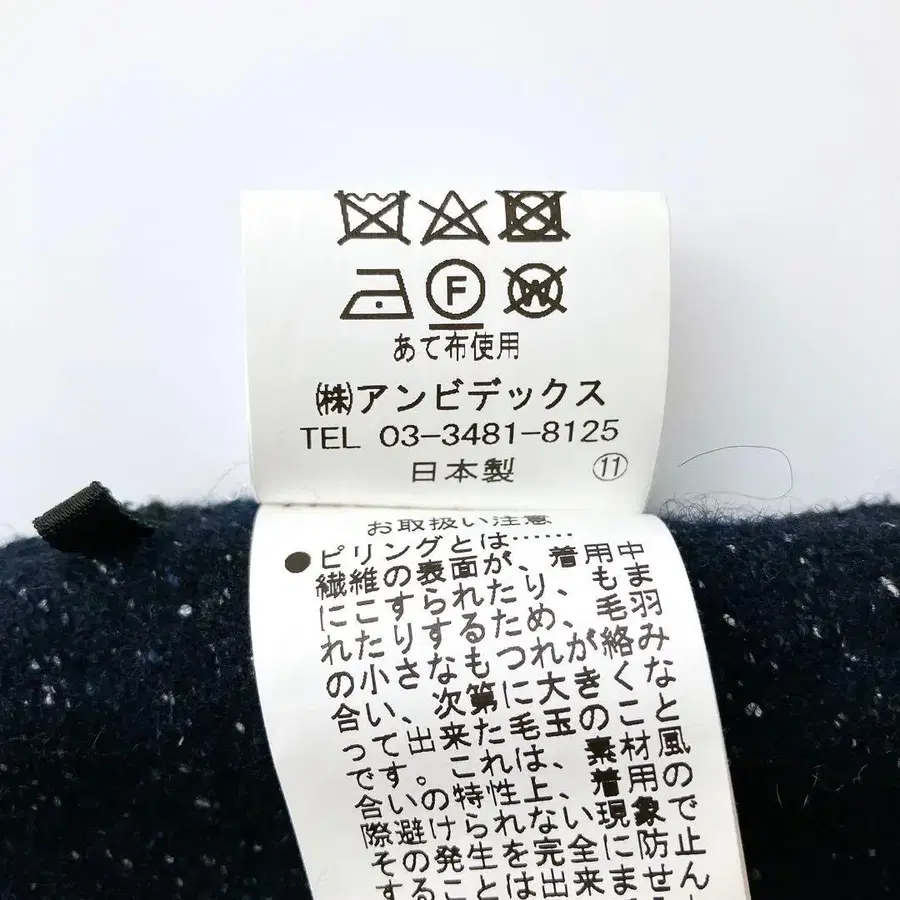 あて布使用
㈱アンビデックス
TEL 03-3481-8125
日本製 ⑪
お取扱い注意
●ピリングとは……
繊維の表面が、着用中
にこすられたり、もま
れたりするため、毛羽
の小さなもつれが絡み
合い、次第に大きくな
って出来た毛玉のこと
です。これは、素材風
合いの特性上、着用の
際避けられない現象で
その発生を完全に防止
することは出来ません